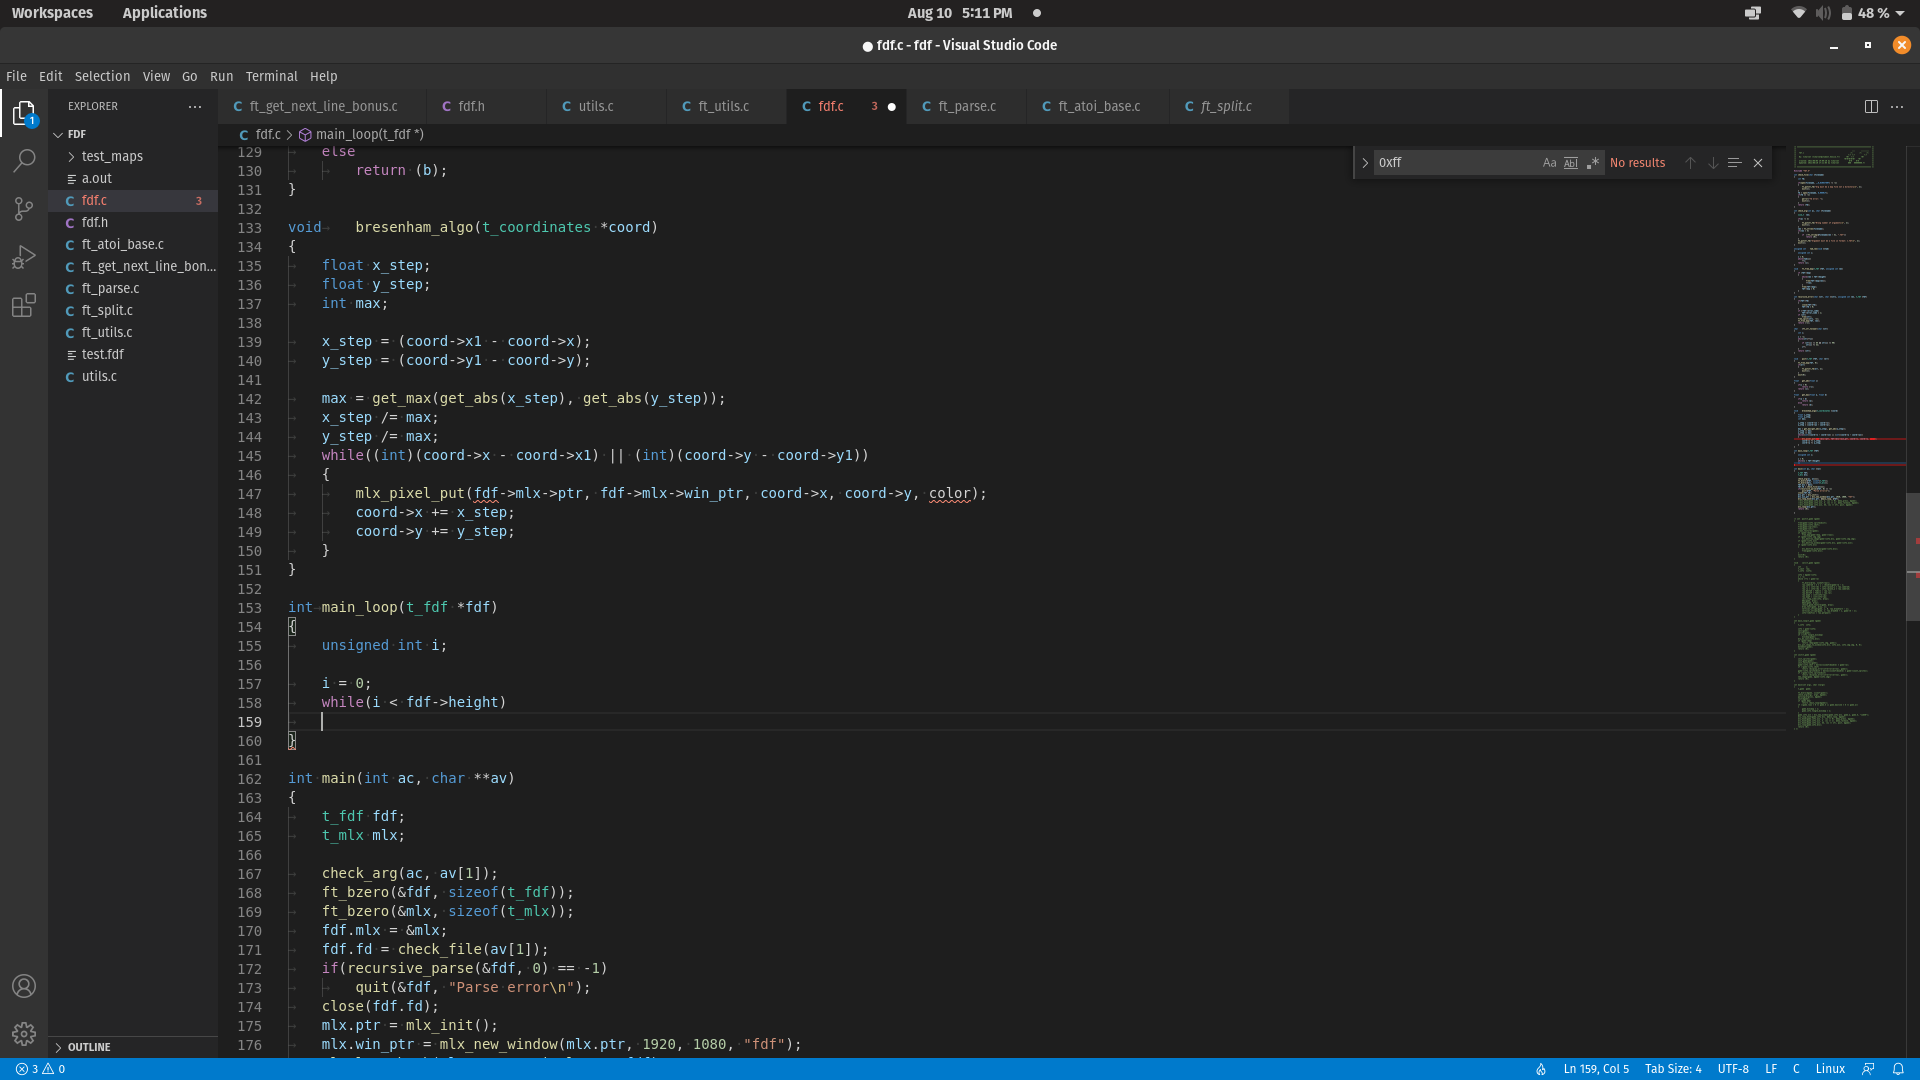 Workspaces Applications Aug 10 5:11 PM 48 %
fdf.c - fdf - Visual Studio Code
File Edit Selection View Go Run Terminal Help
EXPLORER
1
FDF
test_maps
a.out
fdf.c 3
fdf.h
ft_atoi_base.c
ft_get_next_line_bon...
ft_parse.c
ft_split.c
ft_utils.c
test.fdf
utils.c
OUTLINE
C ft_get_next_line_bonus.c C fdf.h C utils.c C ft_utils.c C fdf.c 3 C ft_parse.c C ft_atoi_base.c C ft_split.c
C fdf.c > main_loop(t_fdf *)
0xff Aa Abl .* No results
129 else
130 return (b);
131 }
132
133 void bresenham_algo(t_coordinates *coord)
134 {
135 float x_step;
136 float y_step;
137 int max;
138
139 x_step = (coord->x1 - coord->x);
140 y_step = (coord->y1 - coord->y);
141
142 max = get_max(get_abs(x_step), get_abs(y_step));
143 x_step /= max;
144 y_step /= max;
145 while((int)(coord->x - coord->x1) || (int)(coord->y - coord->y1))
146 {
147 mlx_pixel_put(fdf->mlx->ptr, fdf->mlx->win_ptr, coord->x, coord->y, color);
148 coord->x += x_step;
149 coord->y += y_step;
150 }
151 }
152
153 int main_loop(t_fdf *fdf)
154 {
155 unsigned int i;
156
157 i = 0;
158 while(i < fdf->height)
159
160 }
161
162 int main(int ac, char **av)
163 {
164 t_fdf fdf;
165 t_mlx mlx;
166
167 check_arg(ac, av[1]);
168 ft_bzero(&fdf, sizeof(t_fdf));
169 ft_bzero(&mlx, sizeof(t_mlx));
170 fdf.mlx = &mlx;
171 fdf.fd = check_file(av[1]);
172 if(recursive_parse(&fdf, 0) == -1)
173 quit(&fdf, "Parse error\n");
174 close(fdf.fd);
175 mlx.ptr = mlx_init();
176 mlx.win_ptr = mlx_new_window(mlx.ptr, 1920, 1080, "fdf");
3 0 Ln 159, Col 5 Tab Size: 4 UTF-8 LF C Linux